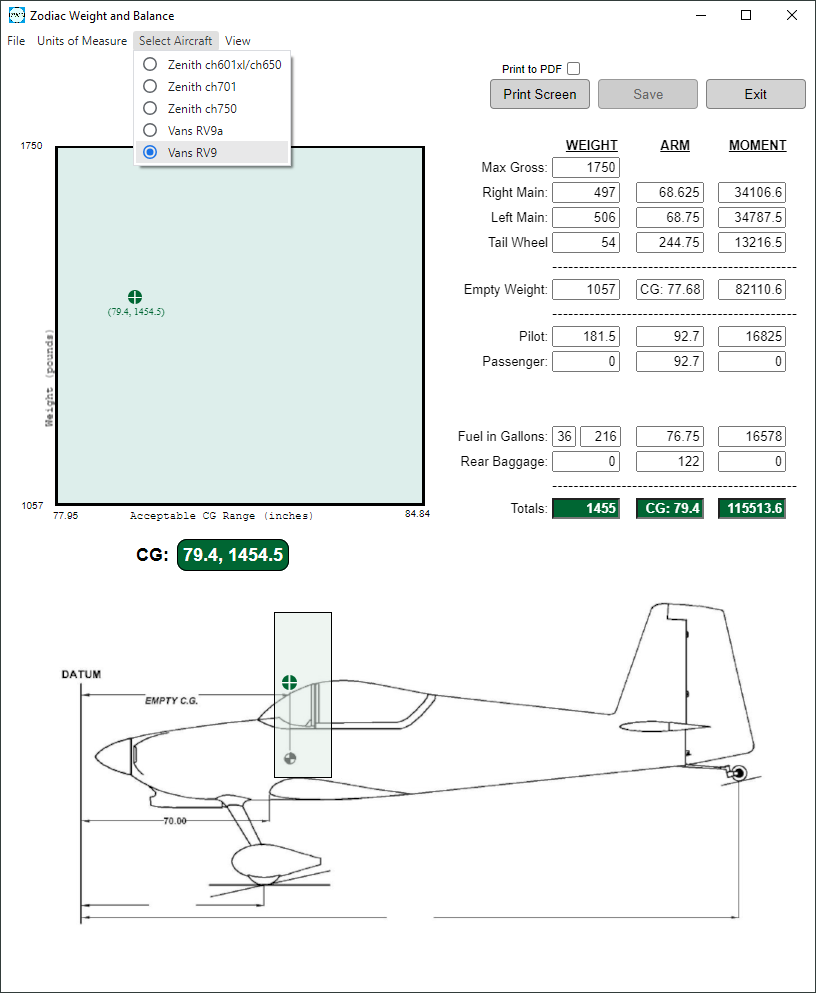 Zodiac Weight and Balance
File Units of Measure Select Aircraft View
Zenith ch601xl/ch650
Zenith ch701
Zenith ch750
Vans RV9a
Vans RV9
Print to PDF
Print Screen Save Exit
WEIGHT ARM MOMENT
Max Gross: 1750
Right Main: 497 68.625 34106.6
Left Main: 506 68.75 34787.5
Tail Wheel 54 244.75 13216.5
Empty Weight: 1057 CG: 77.68 82110.6
Pilot: 181.5 92.7 16825
Passenger: 0 92.7 0
Fuel in Gallons: 36 216 76.75 16578
Rear Baggage: 0 122 0
Totals: 1455 CG: 79.4 115513.6
1750
(79.4, 1454.5)
Weight (pounds)
1057
77.95 Acceptable CG Range (inches) 84.84
CG: 79.4, 1454.5
DATUM
EMPTY C.G.
70.00